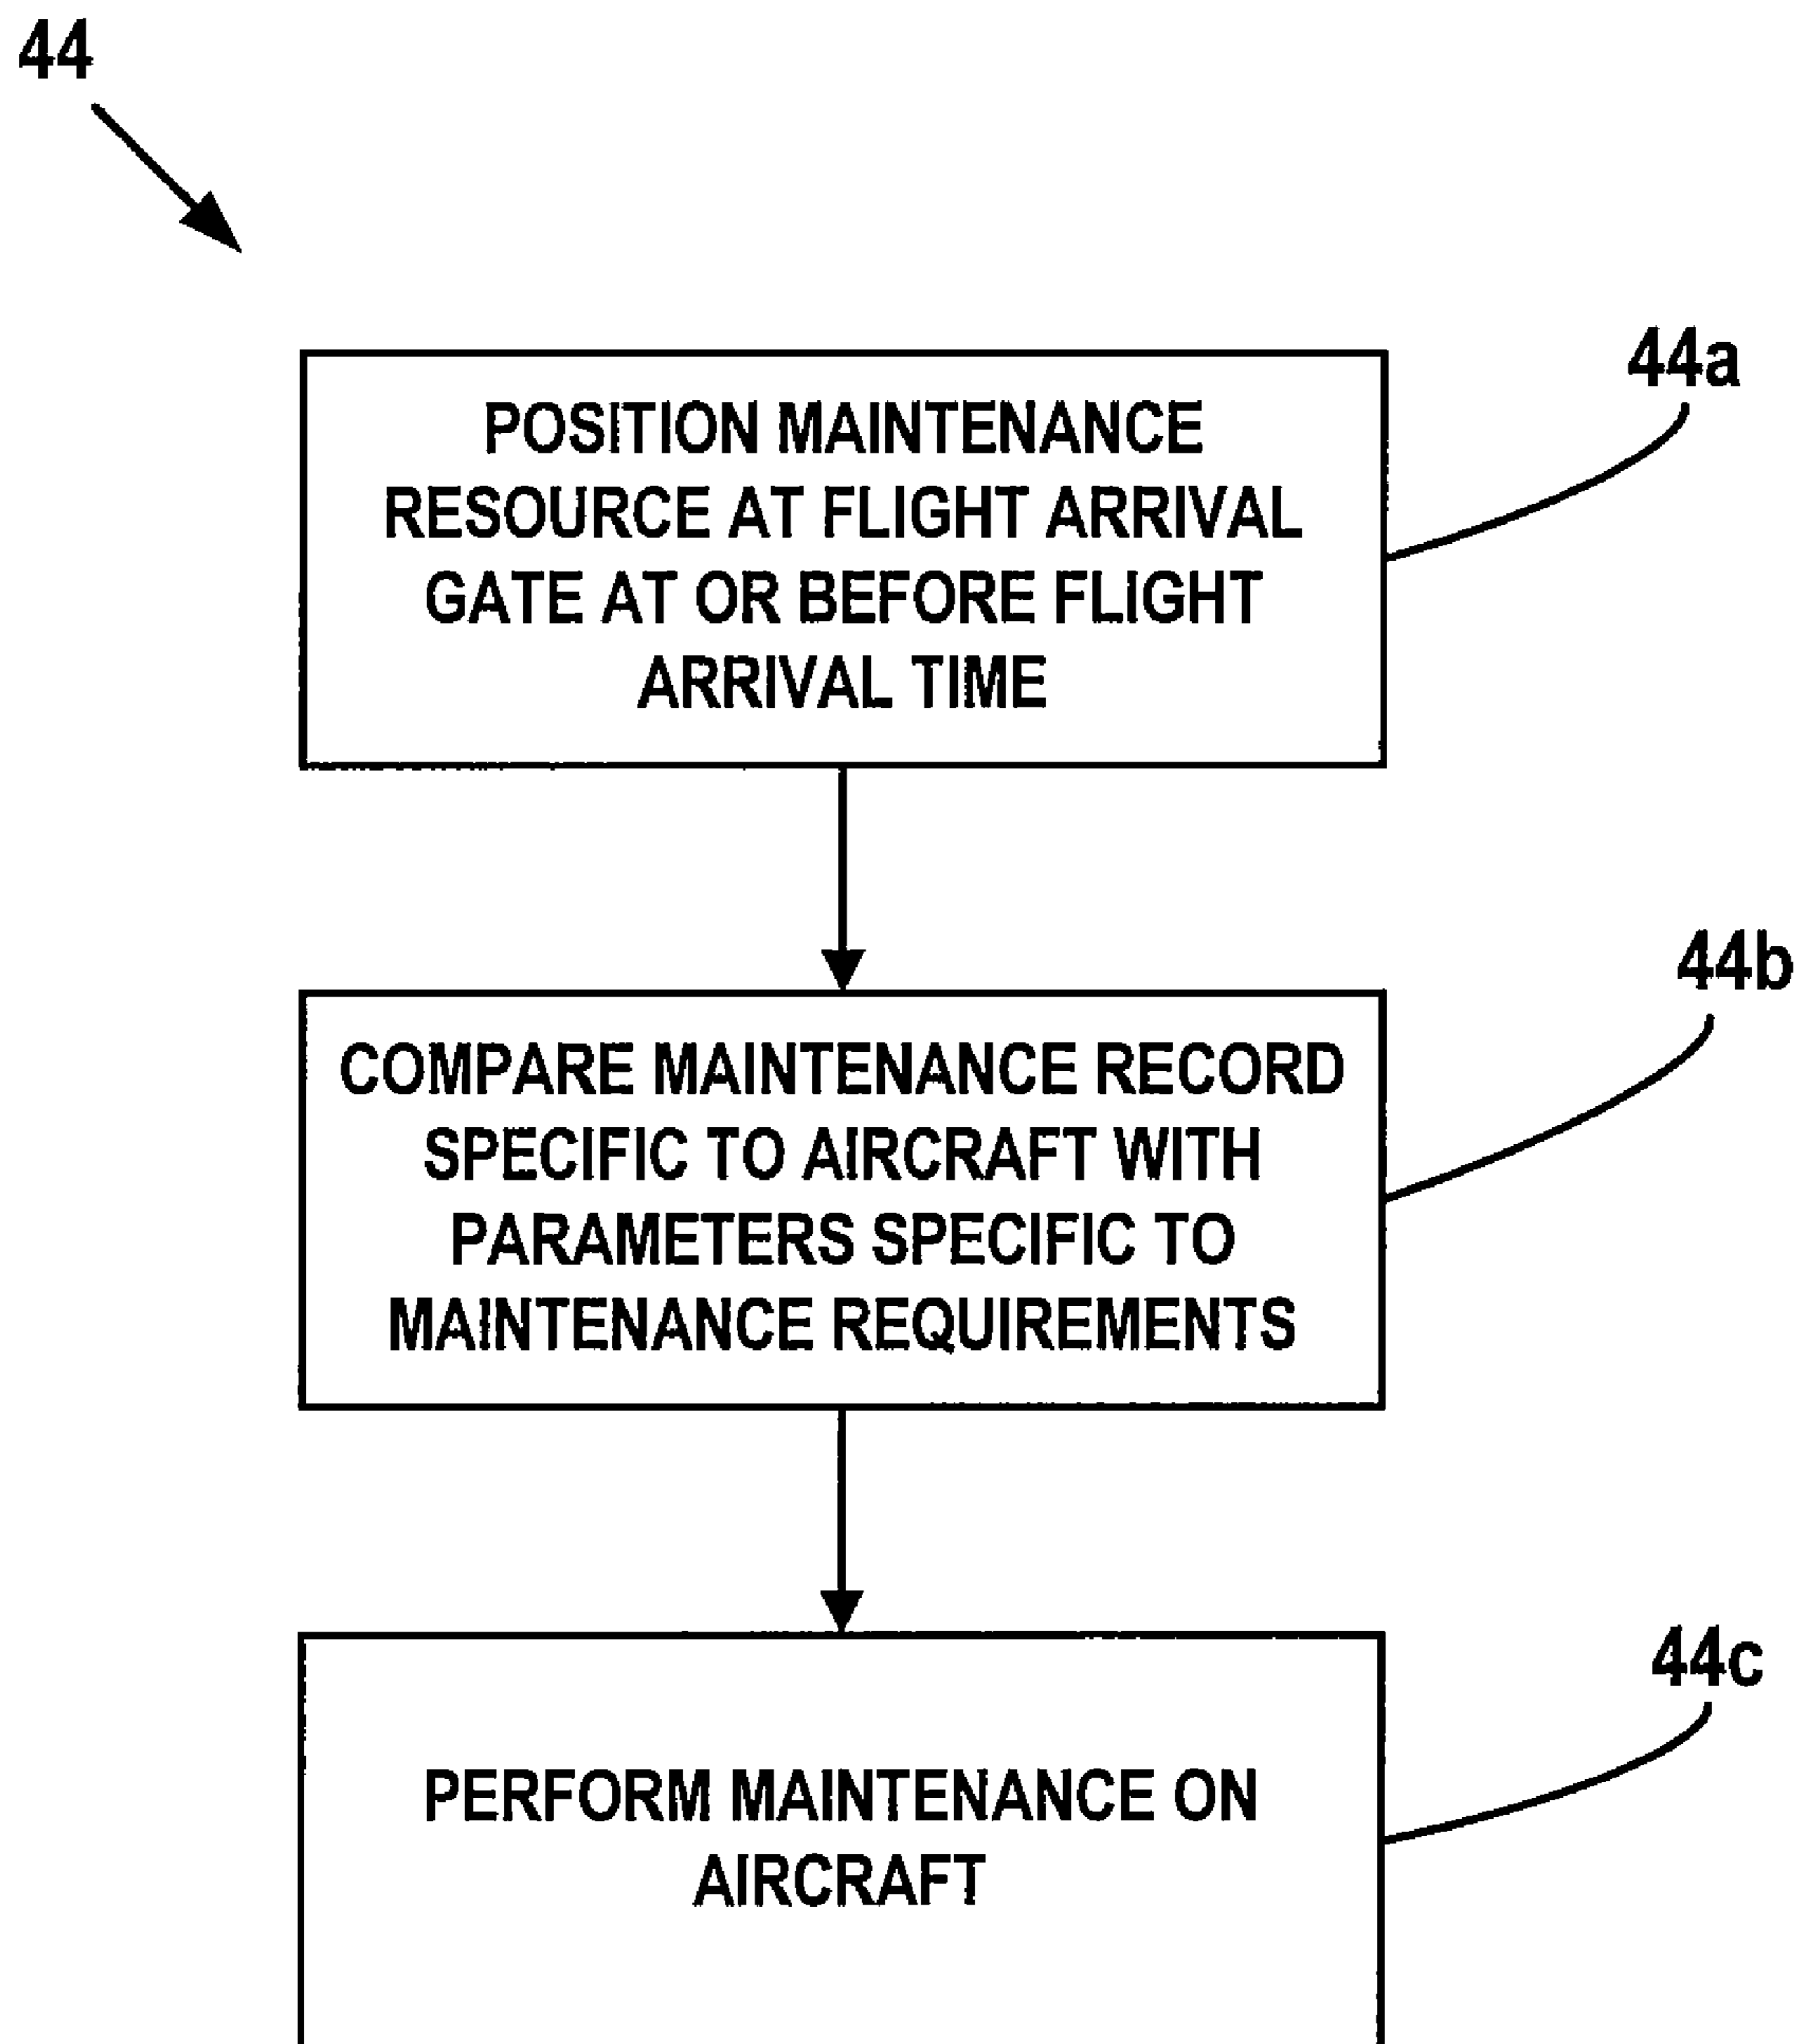 44
44a
POSITION MAINTENANCE
RESOURCE AT FLIGHT ARRIVAL
GATE AT OR BEFORE FLIGHT
ARRIVAL TIME
44b
COMPARE MAINTENANCE RECORD
SPECIFIC TO AIRCRAFT WITH
PARAMETERS SPECIFIC TO
MAINTENANCE REQUIREMENTS
44c
PERFORM MAINTENANCE ON
AIRCRAFT